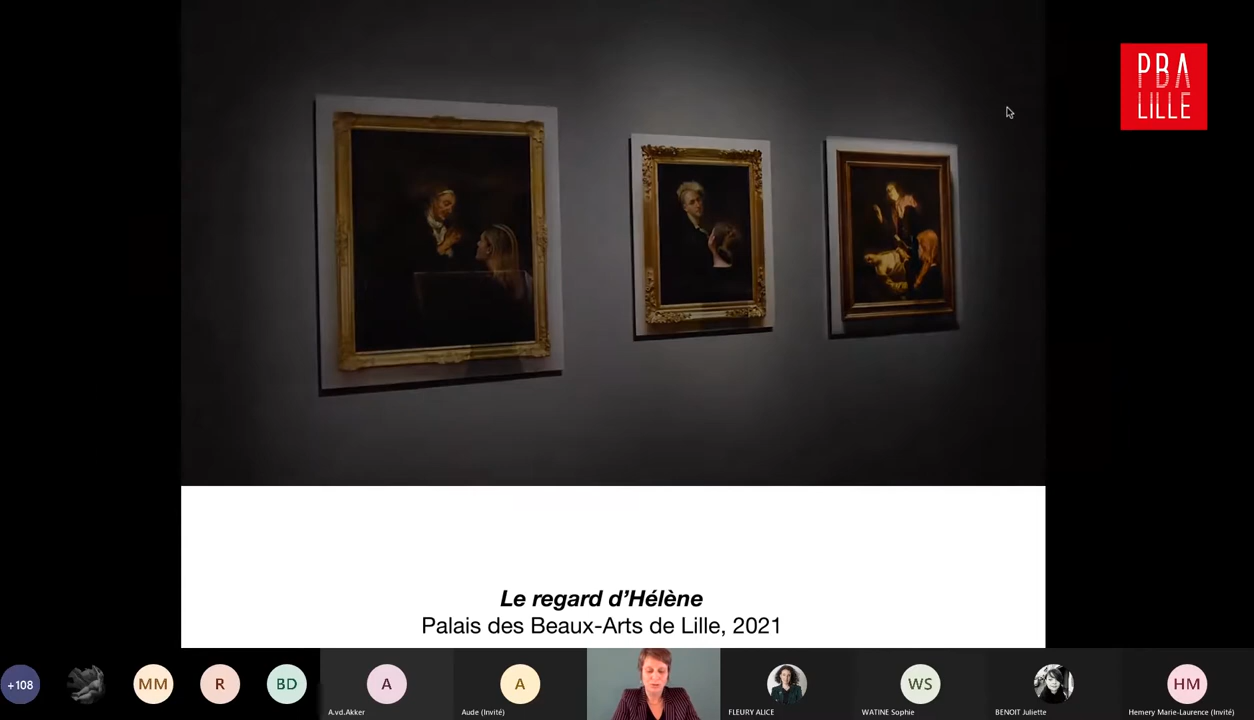 PBA
LILLE
Le regard d'Hélène
Palais des Beaux-Arts de Lille, 2021
+108
MM
R
BD
A
A
WS
HM
A.vd.Akker
Aude (Invité)
FLEURY ALICE
WATINE Sophie
BENOIT Juliette
Hemery Marie-Laurence (Invité)